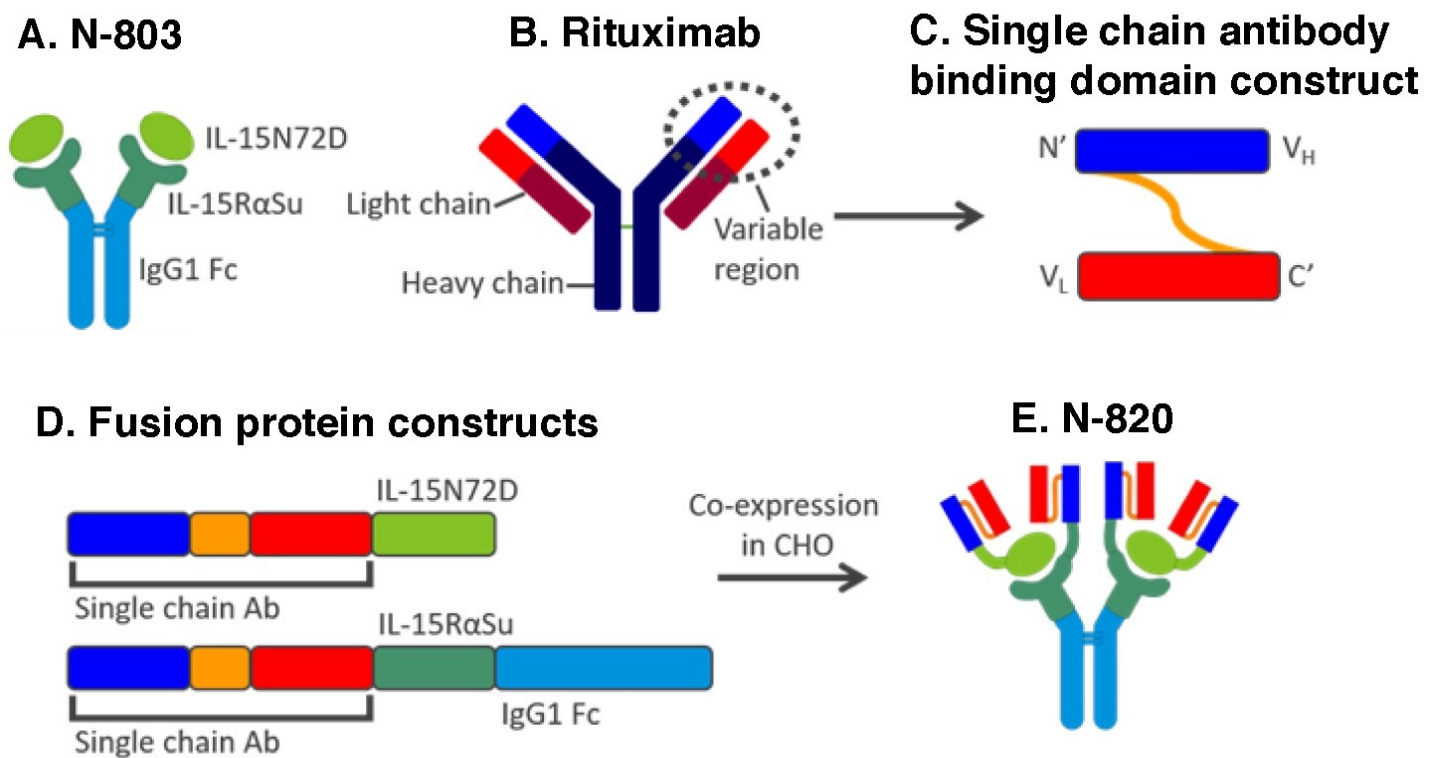 A. N-803
IL-15N72D
IL-15RαSu
IgG1 Fc
B. Rituximab
Light chain
Heavy chain
Variable
region
C. Single chain antibody
binding domain construct
N′
VH
VL
C′
D. Fusion protein constructs
IL-15N72D
Single chain Ab
IL-15RαSu
IgG1 Fc
Single chain Ab
Co-expression
in CHO
E. N-820